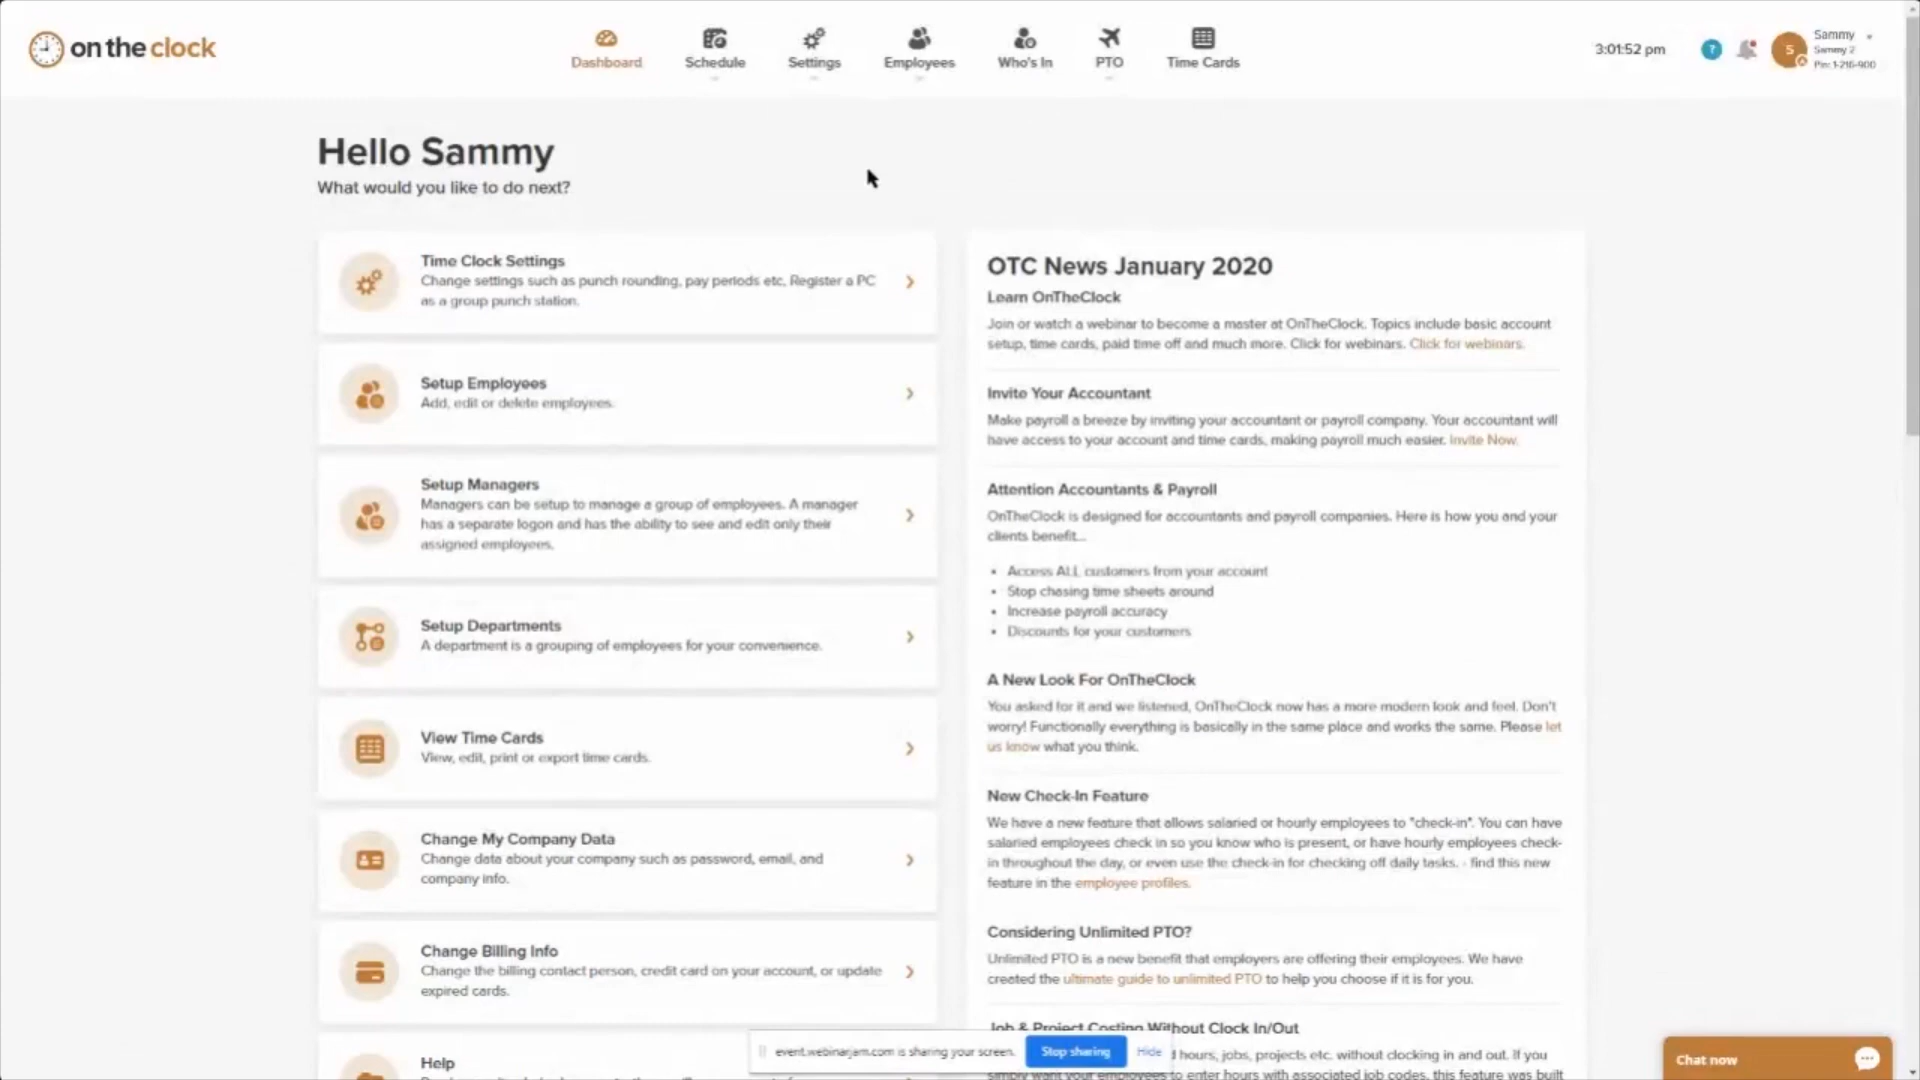 on the clock
Dashboard
Schedule
Settings
Employees
Who's In
PTO
Time Cards
3:01:52 pm
?
S
Sammy
Sammy 2
Pin: 1-216-900
Hello Sammy
What would you like to do next?
Time Clock Settings
Change settings such as punch rounding, pay periods etc, Register a PC
as a group punch station.
Setup Employees
Add, edit or delete employees.
Setup Managers
Managers can be setup to manage a group of employees. A manager
has a separate logon and has the ability to see and edit only their
assigned employees.
Setup Departments
A department is a grouping of employees for your convenience.
View Time Cards
View, edit, print or export time cards.
Change My Company Data
Change data about your company such as password, email, and
company info.
Change Billing Info
Change the billing contact person, credit card on your account, or update
expired cards.
Help
OTC News January 2020
Learn OnTheClock
Join or watch a webinar to become a master at OnTheClock. Topics include basic account
setup, time cards, paid time off and much more. Click for webinars. Click for webinars.
Invite Your Accountant
Make payroll a breeze by inviting your accountant or payroll company. Your accountant will
have access to your account and time cards, making payroll much easier. Invite Now.
Attention Accountants & Payroll
OnTheClock is designed for accountants and payroll companies. Here is how you and your
clients benefit...
• Access ALL customers from your account
• Stop chasing time sheets around
• Increase payroll accuracy
• Discounts for your customers
A New Look For OnTheClock
You asked for it and we listened, OnTheClock now has a more modern look and feel. Don't
worry! Functionally everything is basically in the same place and works the same. Please let
us know what you think.
New Check-In Feature
We have a new feature that allows salaried or hourly employees to "check-in". You can have
salaried employees check in so you know who is present, or have hourly employees check-
in throughout the day, or even use the check-in for checking off daily tasks. - find this new
feature in the employee profiles.
Considering Unlimited PTO?
Unlimited PTO is a new benefit that employers are offering their employees. We have
created the ultimate guide to unlimited PTO to help you choose if it is for you.
Job & Project Costing Without Clock In/Out
hours, jobs, projects etc. without clocking in and out. If you
simply want your employees to enter hours with associated job codes, this feature was built
event.webinarjam.com is sharing your screen.
Stop sharing
Hide
Chat now